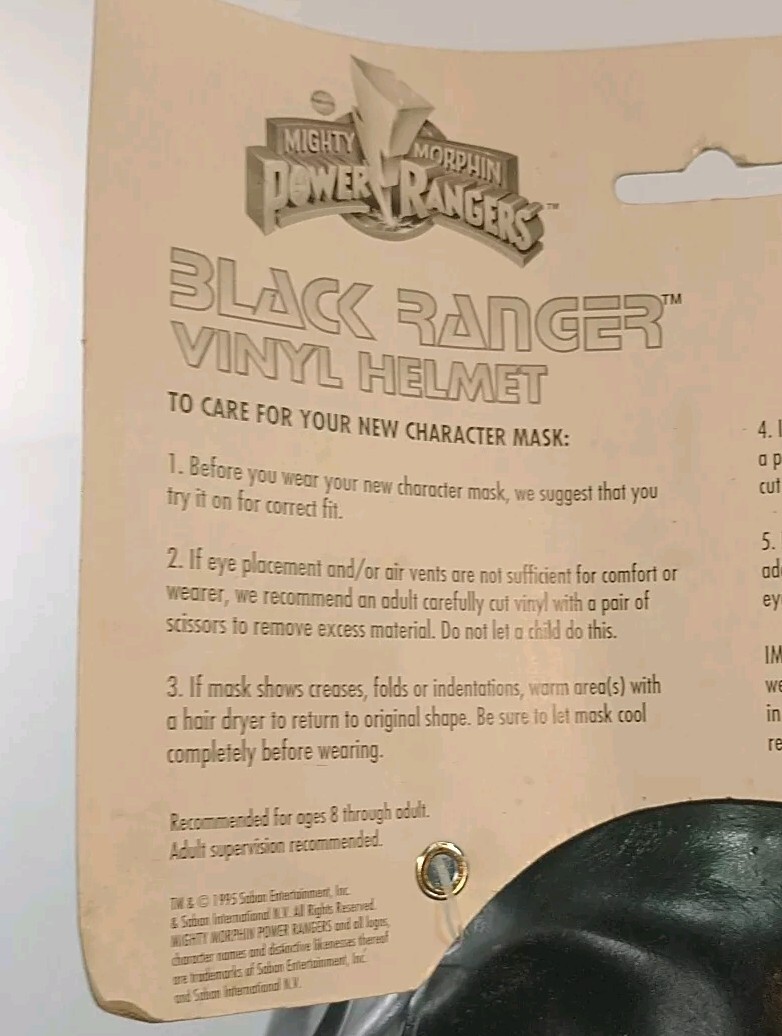 MIGHTY MORPHIN
POWER RANGERS™
BLACK RANGER™
VINYL HELMET
TO CARE FOR YOUR NEW CHARACTER MASK:
1. Before you wear your new character mask, we suggest that you
try it on for correct fit.
2. If eye placement and/or air vents are not sufficient for comfort or
wearer, we recommend an adult carefully cut vinyl with a pair of
scissors to remove excess material. Do not let a child do this.
3. If mask shows creases, folds or indentations, warm area(s) with
a hair dryer to return to original shape. Be sure to let mask cool
completely before wearing.
Recommended for ages 8 through adult.
Adult supervision recommended.
TM & © 1995 Saban Entertainment, Inc.
& Saban International N.V. All Rights Reserved.
MIGHTY MORPHIN POWER RANGERS and all logos,
character names and distinctive likenesses thereof
are trademarks of Saban Entertainment, Inc.
and Saban International N.V.
4.
a
cut
5.